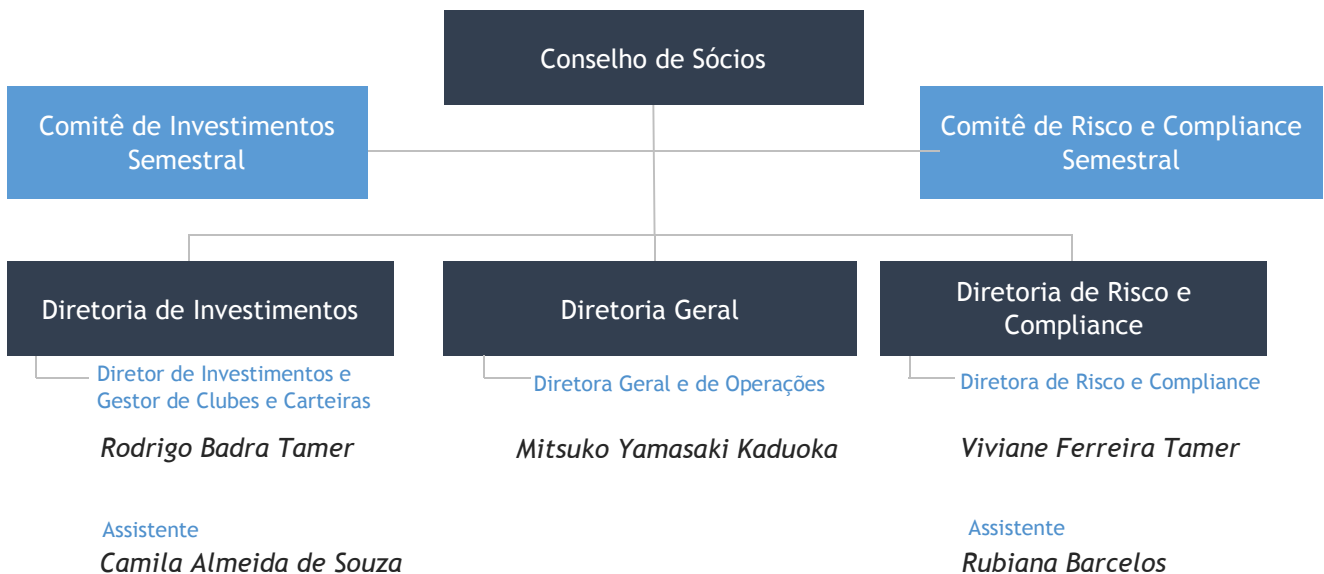 Conselho de Sócios
Comitê de Investimentos
Semestral
Comitê de Risco e Compliance
Semestral
Diretoria de Investimentos
Diretoria Geral
Diretoria de Risco e
Compliance
Diretor de Investimentos e
Gestor de Clubes e Carteiras
Diretora Geral e de Operações
Diretora de Risco e Compliance
Rodrigo Badra Tamer
Mitsuko Yamasaki Kaduoka
Viviane Ferreira Tamer
Assistente
Camila Almeida de Souza
Assistente
Rubiana Barcelos